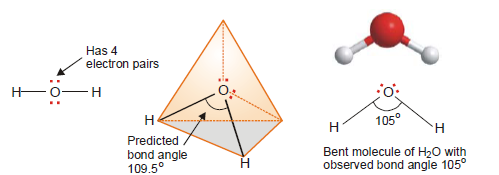 Has 4
electron pairs
H O H
O
H
H
Predicted
bond angle
109.5°
O
105°
H H
Bent molecule of H₂O with
observed bond angle 105°